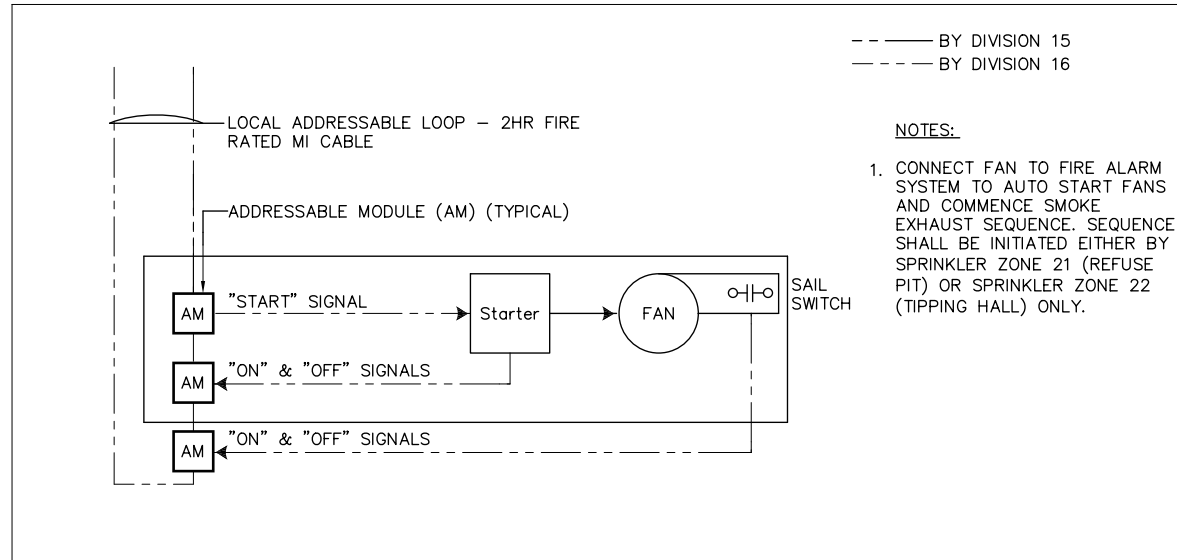 BY DIVISION 15
BY DIVISION 16
LOCAL ADDRESSABLE LOOP - 2HR FIRE
RATED MI CABLE
NOTES:
1. CONNECT FAN TO FIRE ALARM
SYSTEM TO AUTO START FANS
AND COMMENCE SMOKE
EXHAUST SEQUENCE. SEQUENCE
SHALL BE INITIATED EITHER BY
SPRINKLER ZONE 21 (REFUSE
PIT) OR SPRINKLER ZONE 22
(TIPPING HALL) ONLY.
ADDRESSABLE MODULE (AM) (TYPICAL)
AM
"START" SIGNAL
Starter
FAN
SAIL
SWITCH
AM
"ON" & "OFF" SIGNALS
AM
"ON" & "OFF" SIGNALS